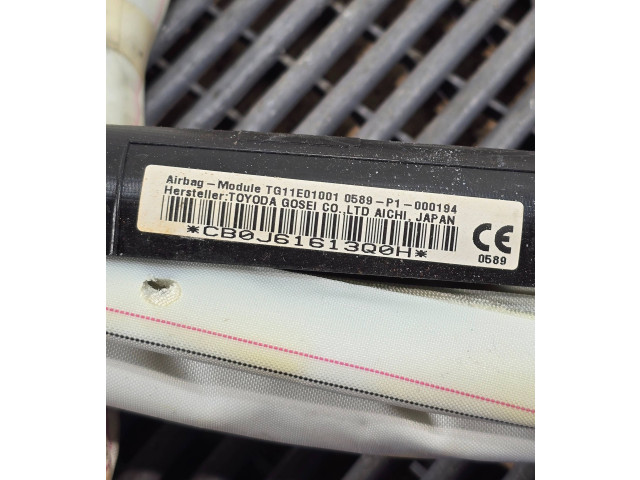 Airbag-Module TG11E01001 0589-P1-000194
Hersteller:TOYODA GOSEI CO.,LTD AICHI, JAPAN
*CB0J61613Q0H*
CE
0589